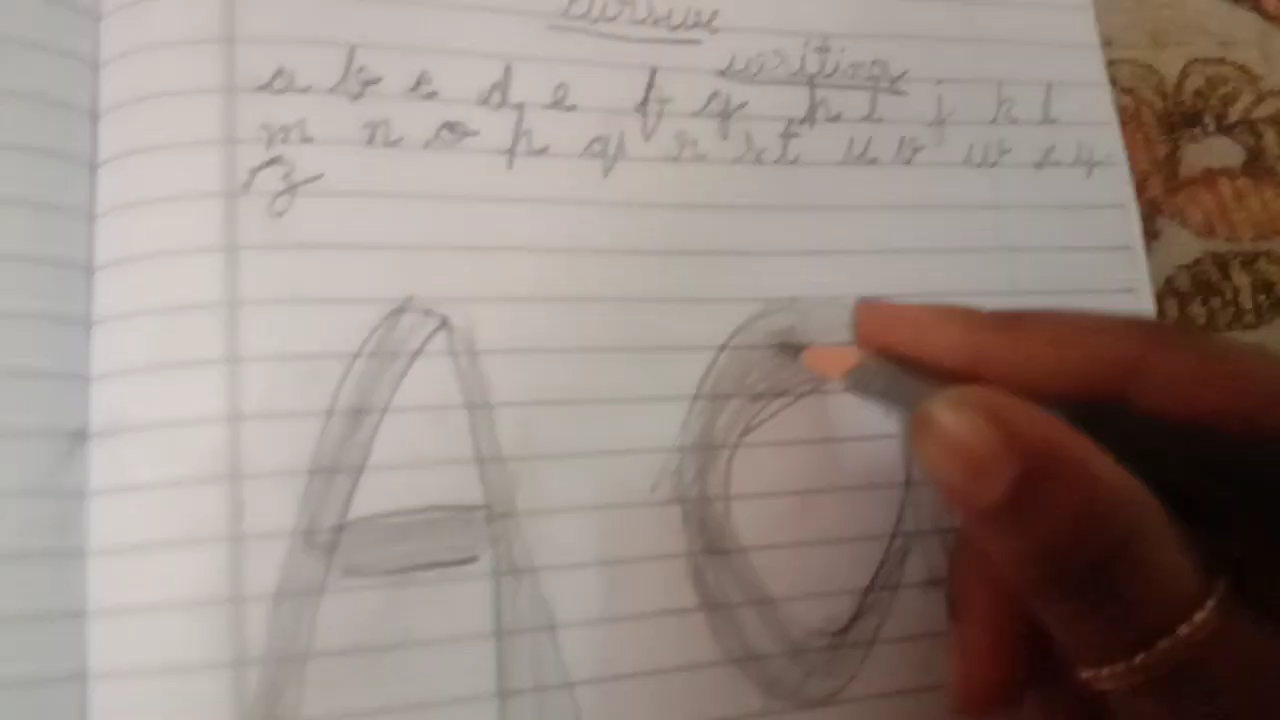 cursive
writing
a b c d e f g h i j k l
m n o p q r s t u v w x y
z
A O